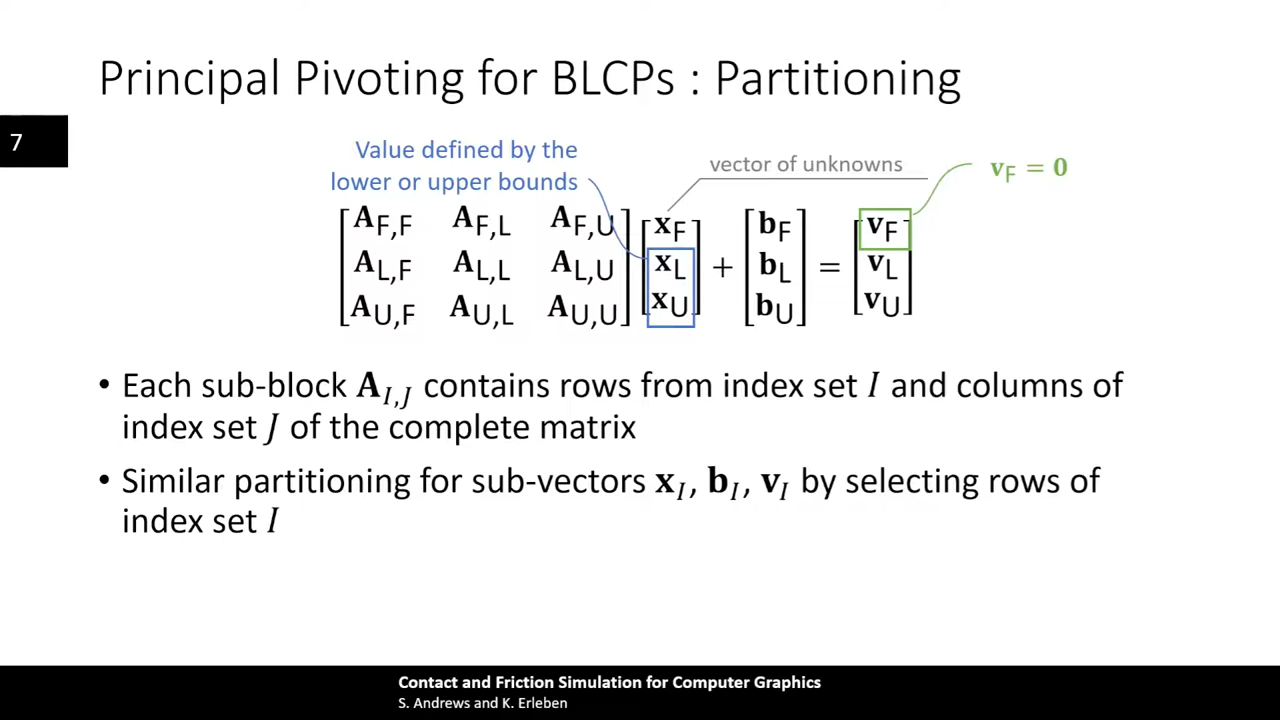 Principal Pivoting for BLCPs : Partitioning
7
Value defined by the
lower or upper bounds
vector of unknowns
𝐯_F = 𝟎
[𝐀_F,F 𝐀_F,L 𝐀_F,U] [𝐱_F] [𝐛_F] [𝐯_F]
[𝐀_L,F 𝐀_L,L 𝐀_L,U] [𝐱_L] + [𝐛_L] = [𝐯_L]
[𝐀_U,F 𝐀_U,L 𝐀_U,U] [𝐱_U] [𝐛_U] [𝐯_U]
• Each sub-block 𝐀_I,J contains rows from index set I and columns of
index set J of the complete matrix
• Similar partitioning for sub-vectors 𝐱_I, 𝐛_I, 𝐯_I by selecting rows of
index set I
Contact and Friction Simulation for Computer Graphics
S. Andrews and K. Erleben